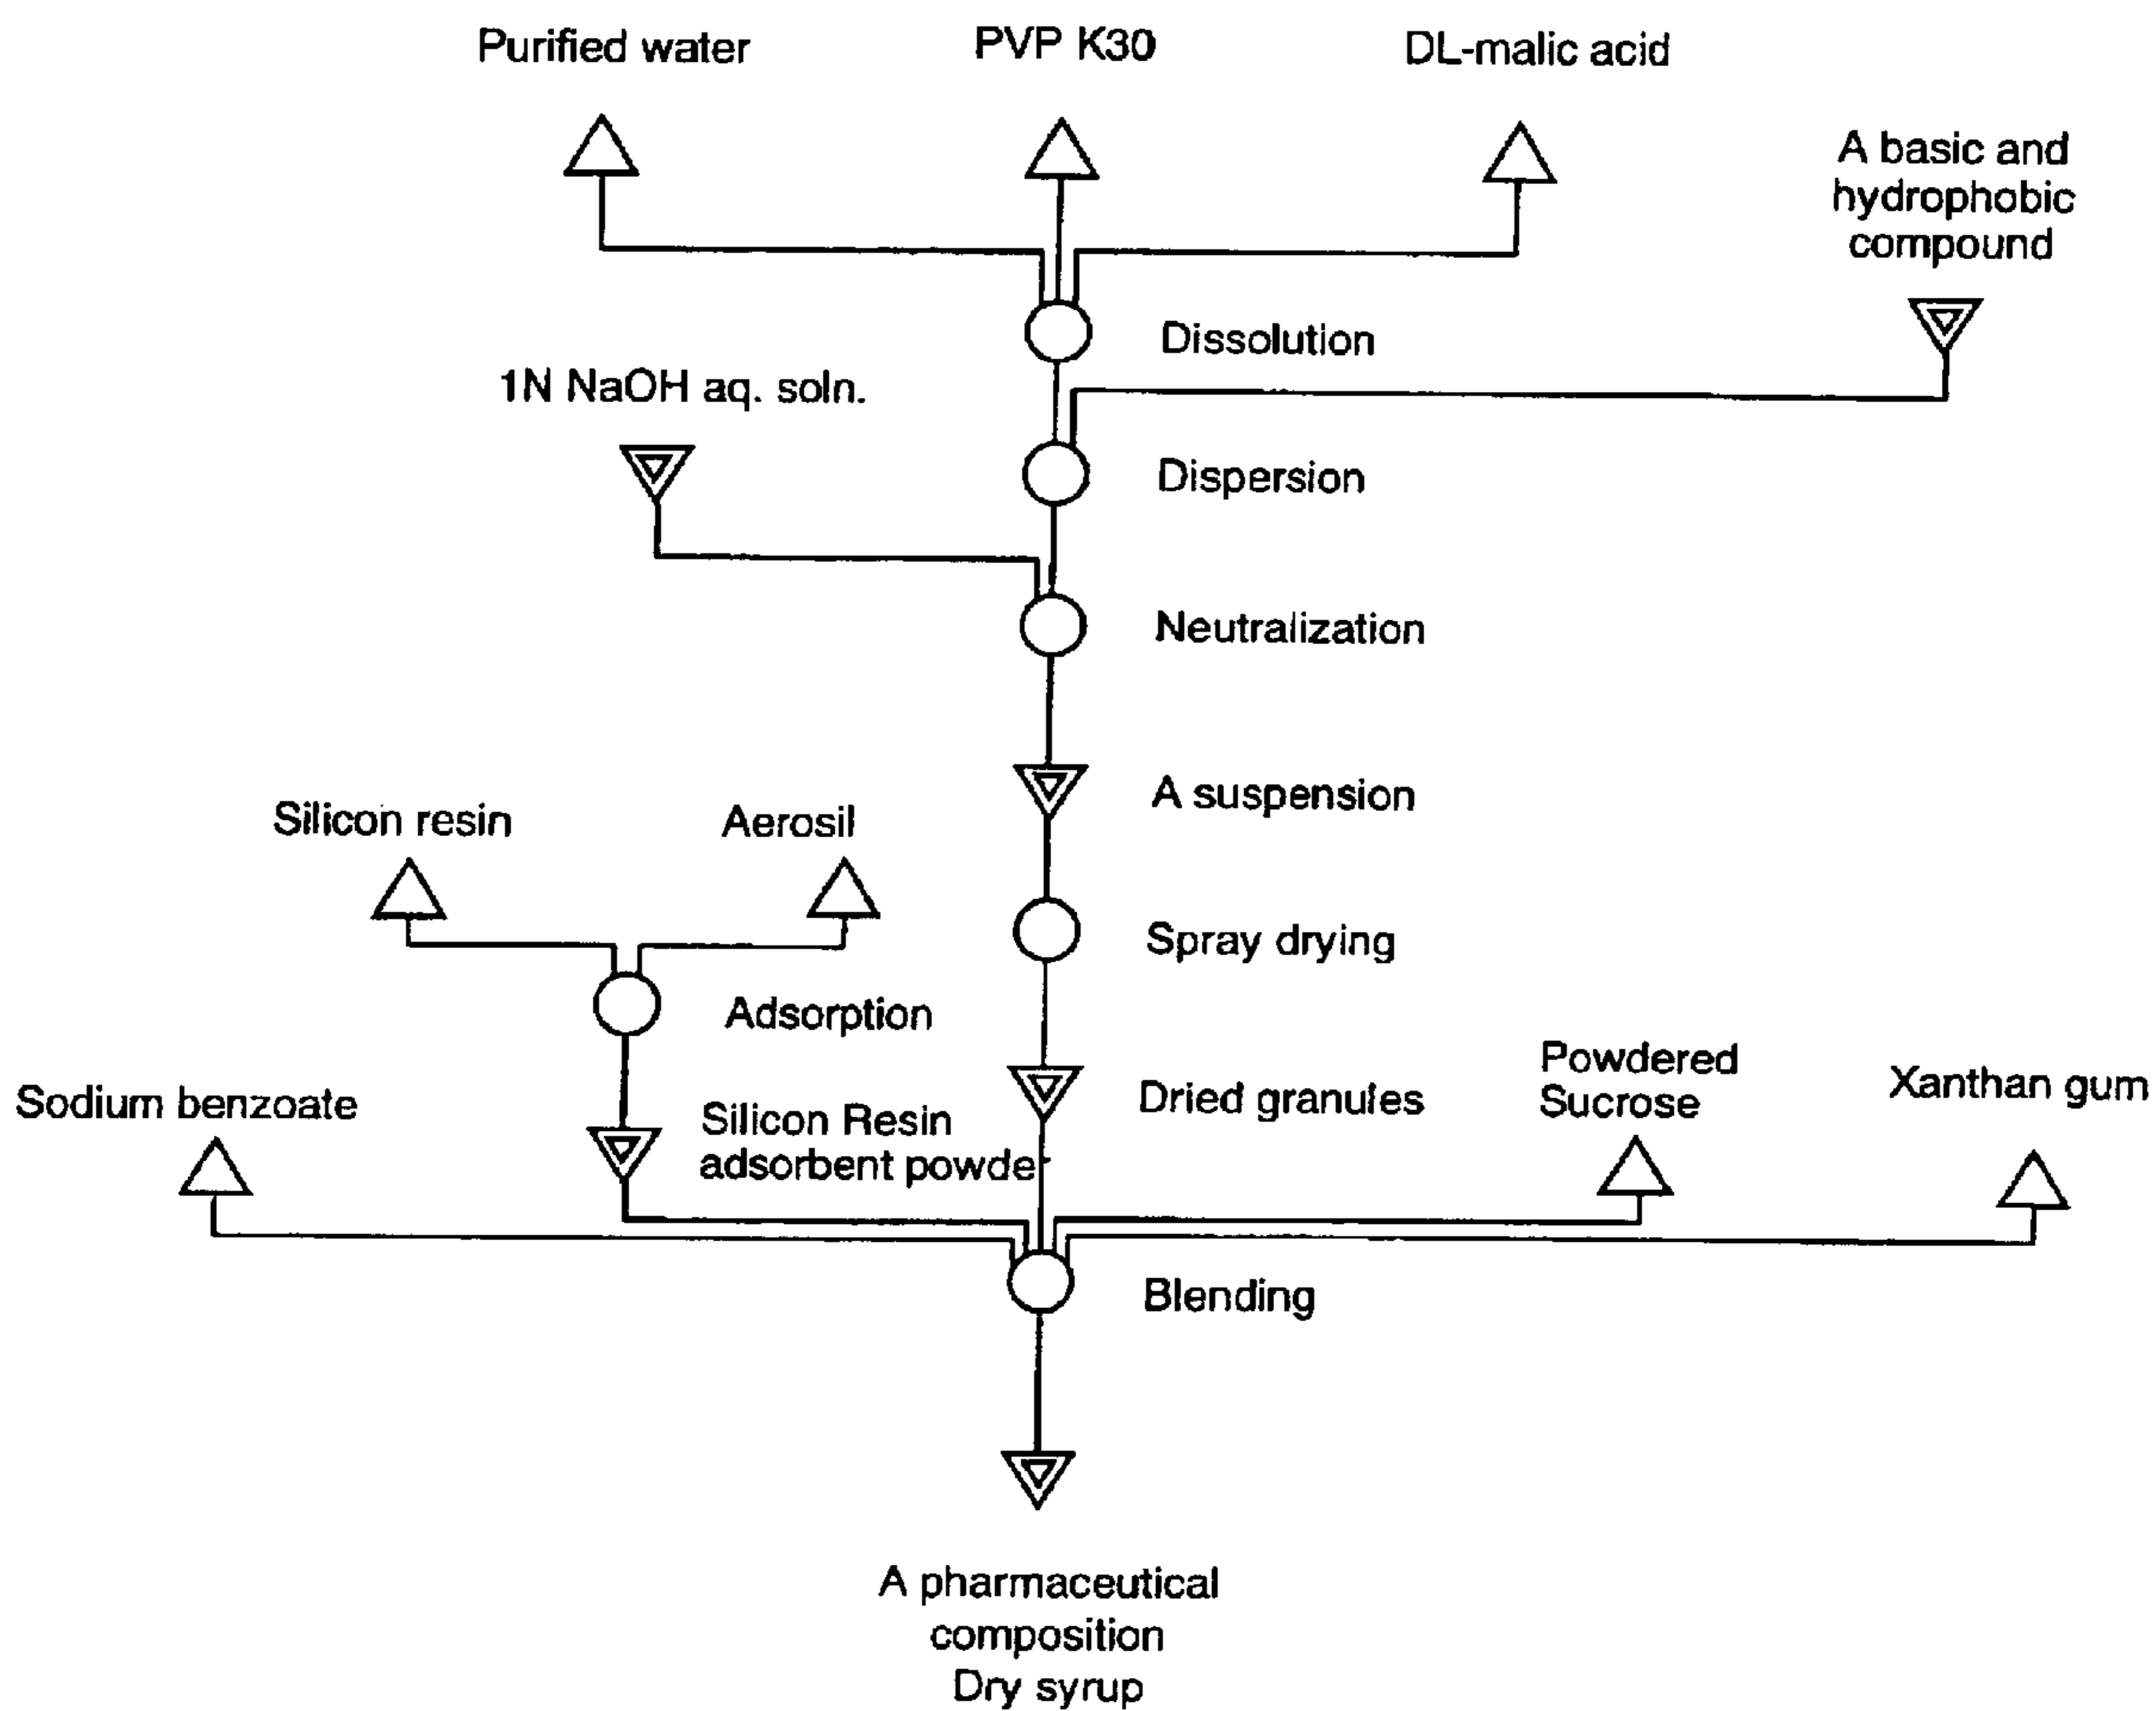 Purified water
PVP K30
DL-malic acid
A basic and
hydrophobic
compound
Dissolution
1N NaOH aq. soln.
Dispersion
Neutralization
A suspension
Silicon resin
Aerosil
Spray drying
Adsorption
Powdered
Sucrose
Xanthan gum
Sodium benzoate
Silicon Resin
adsorbent powder
Dried granules
Blending
A pharmaceutical
composition
Dry syrup